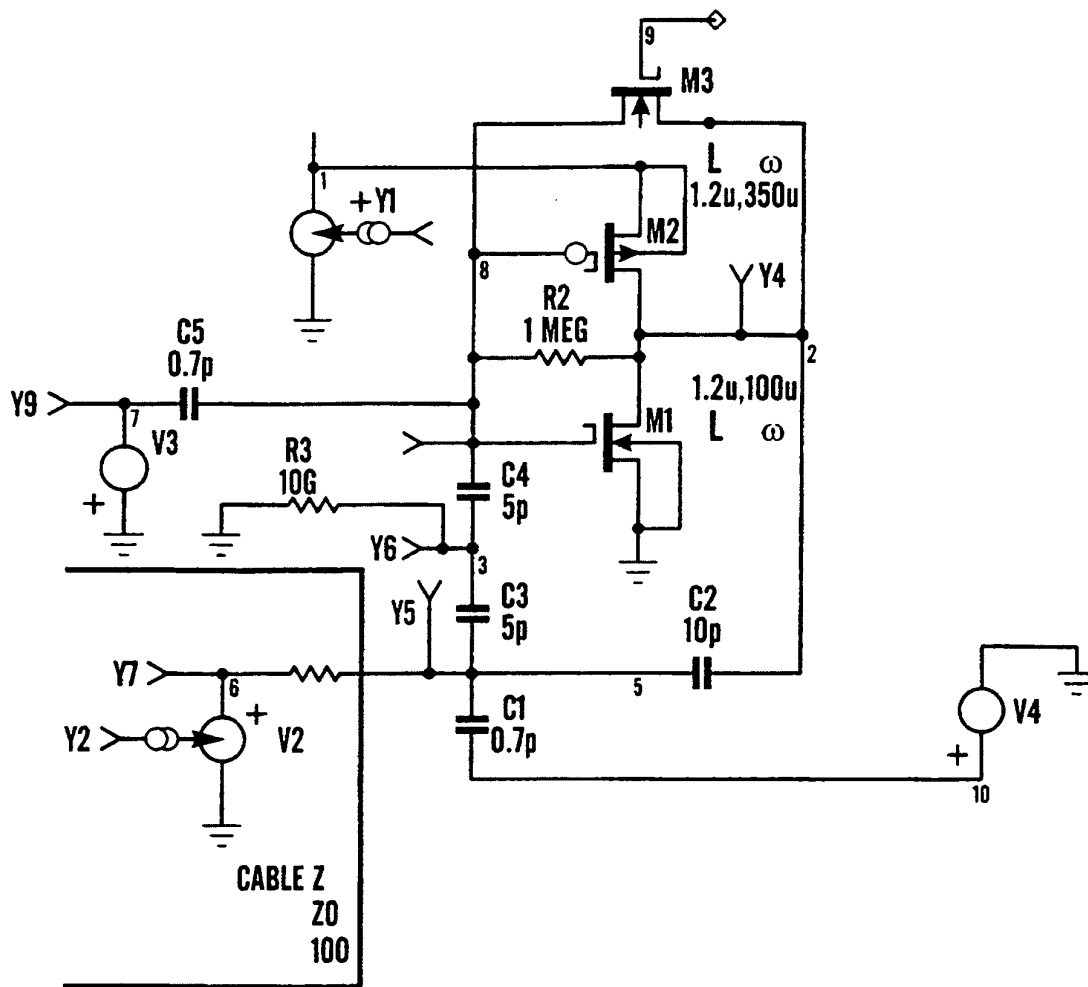 9
M3
L ω
1.2u,350u
1
+ Y1
M2
8
Y4
R2
1 MEG
2
C5
0.7p
1.2u,100u
L ω
Y9
7
V3
+
M1
R3
10G
C4
5p
Y6
3
Y5
C3
5p
C2
10p
Y7
6
5
+
Y2
V2
C1
0.7p
V4
+
10
CABLE Z
Z0
100